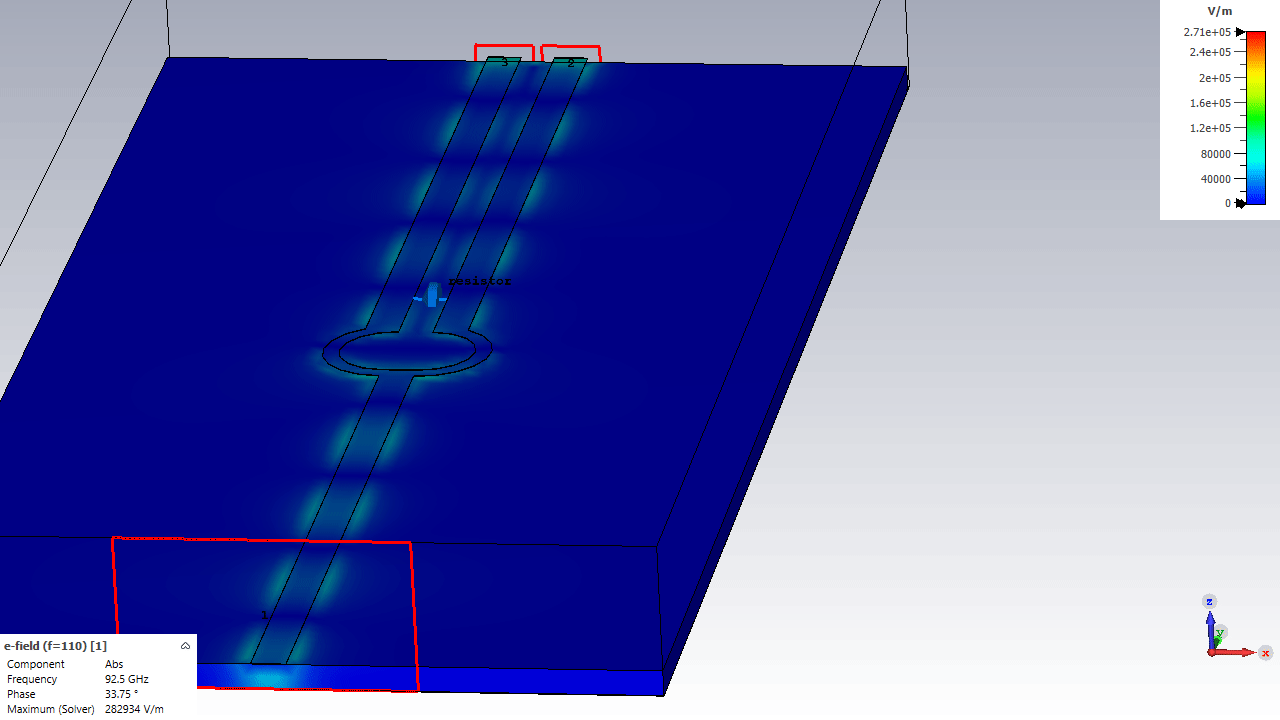 V/m
2.71e+05
2.4e+05
2e+05
1.6e+05
1.2e+05
80000
40000
0
3 2
resistor
1
z
y
x
e-field (f=110) [1]
Component Abs
Frequency 92.5 GHz
Phase 33.75 °
Maximum (Solver) 282934 V/m